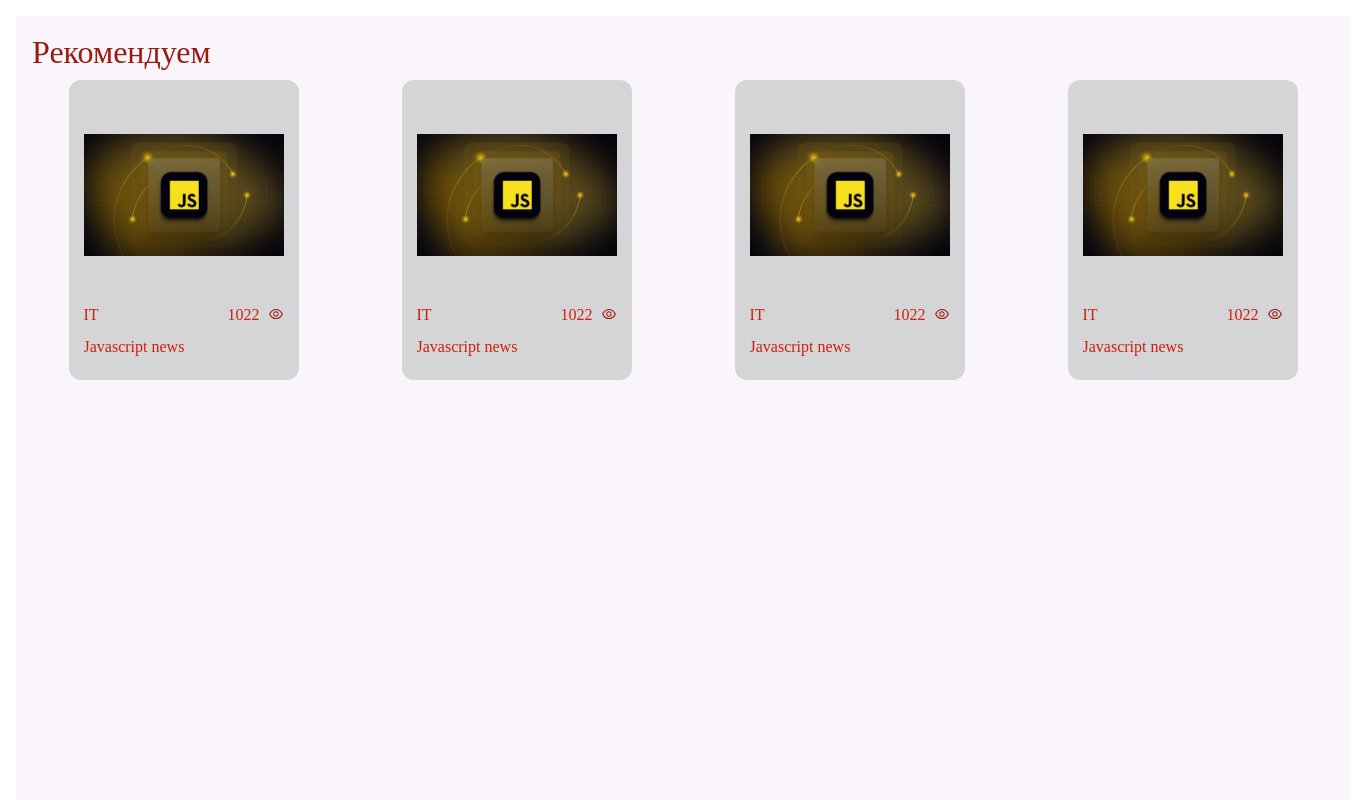 Рекомендуем
JS JS JS JS
IT 1022 IT 1022 IT 1022 IT 1022
Javascript news Javascript news Javascript news Javascript news